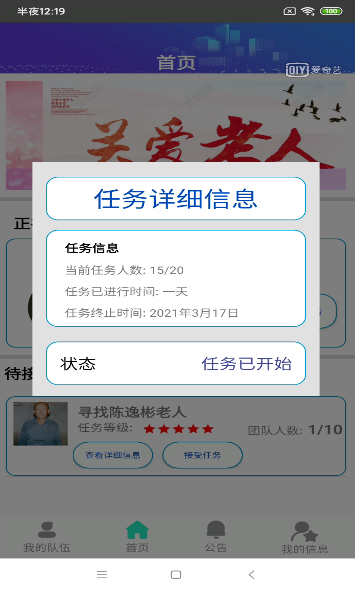 半夜12:19
100
首页
QIY 爱奇艺
关爱老人
正
任务详细信息
任务信息
当前任务人数: 15/20
任务已进行时间: 一天
任务终止时间: 2021年3月17日
状态
任务已开始
待接
寻找陈逸彬老人
任务等级:
团队人数: 1/10
查看详细信息
接受任务
我的队伍
首页
公告
我的信息